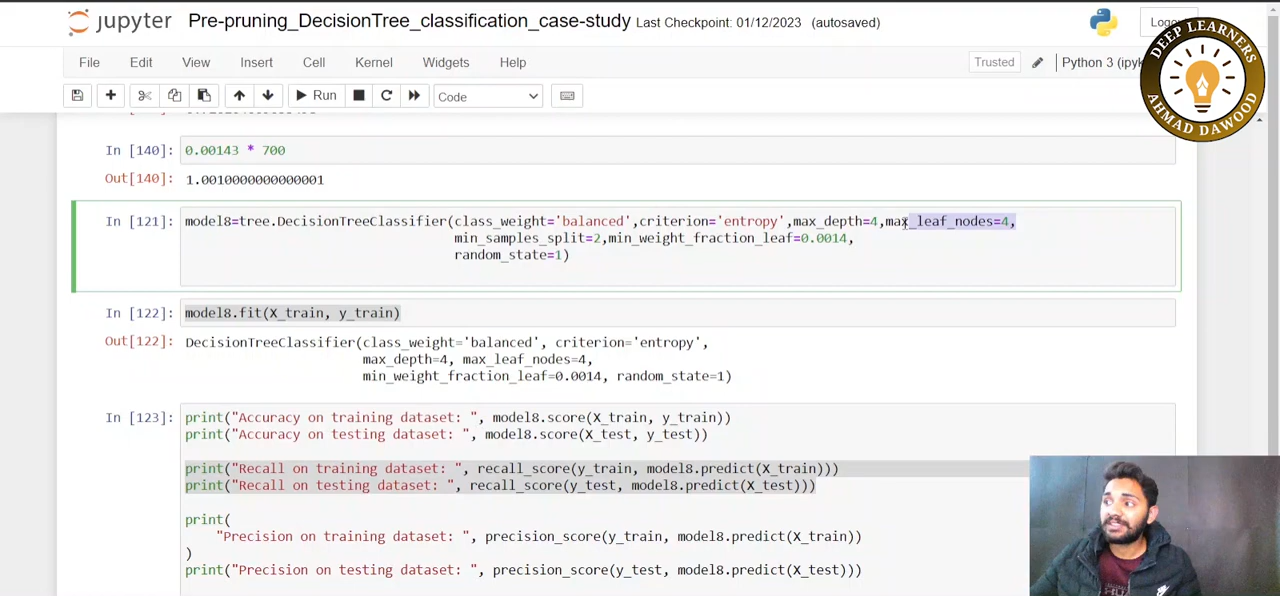 jupyter Pre-pruning_DecisionTree_classification_case-study Last Checkpoint: 01/12/2023 (autosaved)
DEEP LEARNERS
AHMAD DAWOOD
File Edit View Insert Cell Kernel Widgets Help Trusted Python 3 (ipyk
Run Code
In [140]: 0.00143 * 700
Out[140]: 1.0010000000000001
In [121]: model8=tree.DecisionTreeClassifier(class_weight='balanced',criterion='entropy',max_depth=4,max_leaf_nodes=4,
min_samples_split=2,min_weight_fraction_leaf=0.0014,
random_state=1)
In [122]: model8.fit(X_train, y_train)
Out[122]: DecisionTreeClassifier(class_weight='balanced', criterion='entropy',
max_depth=4, max_leaf_nodes=4,
min_weight_fraction_leaf=0.0014, random_state=1)
In [123]: print("Accuracy on training dataset: ", model8.score(X_train, y_train))
print("Accuracy on testing dataset: ", model8.score(X_test, y_test))
print("Recall on training dataset: ", recall_score(y_train, model8.predict(X_train)))
print("Recall on testing dataset: ", recall_score(y_test, model8.predict(X_test)))
print(
"Precision on training dataset: ", precision_score(y_train, model8.predict(X_train))
)
print("Precision on testing dataset: ", precision_score(y_test, model8.predict(X_test)))